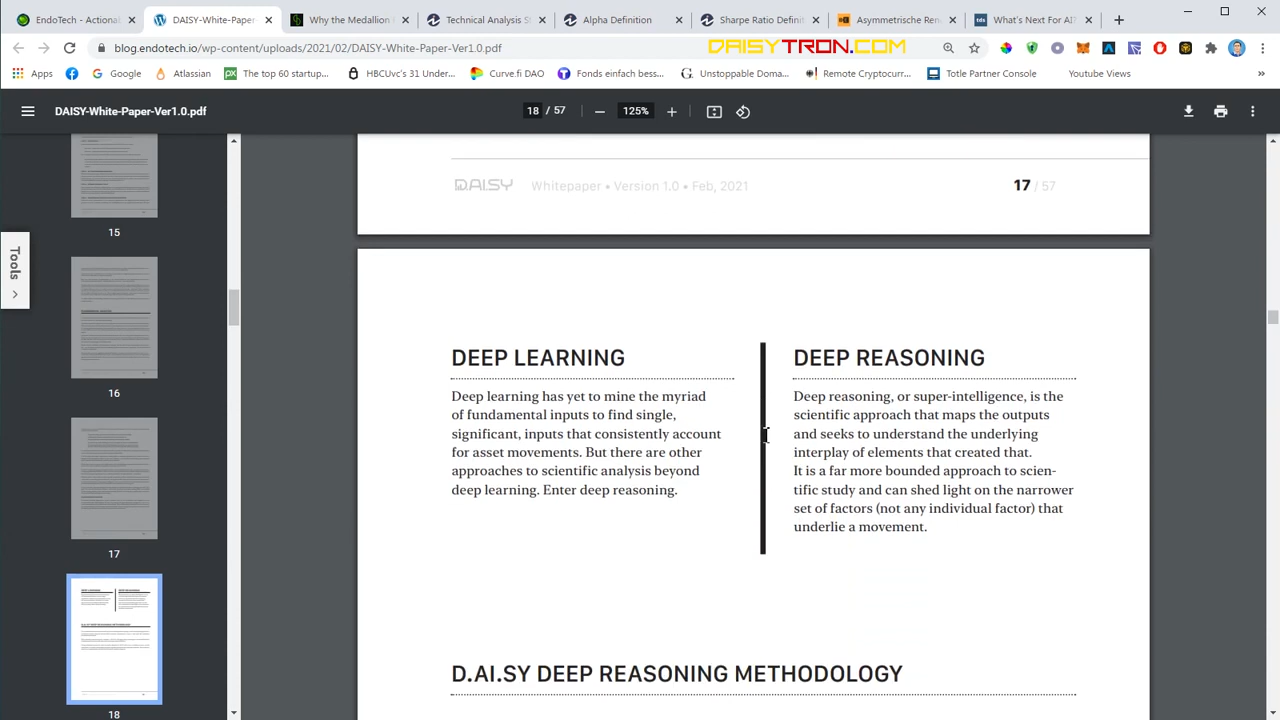 EndoTech - Actional
DAISY-White-Paper-
Why the Medallion
Technical Analysis S
Alpha Definition
Sharpe Ratio Definit
Asymmetrische Ren
What's Next For AI?
imp.endotech.io/wp-content/uploads/2021/02/DAISY-White-Paper-Ver1.0.pdf
DAISYTRON.COM
Apps
Google
Atlassian
The top 60 startup...
HBCUvc's 31 Under...
Curve.fi DAO
Fonds einfach bess...
Unstoppable Doma...
Remote Cryptocurr...
Totle Partner Console
Youtube Views
DAISY-White-Paper-Ver1.0.pdf
18 / 57
125%
Tools
15
16
17
18
D.AI.SY Whitepaper • Version 1.0 • Feb, 2021 17 / 57
DEEP LEARNING
Deep learning has yet to mine the myriad
of fundamental inputs to find single,
significant, inputs that consistently account
for asset movements. But there are other
approaches to scientific analysis beyond
deep learning. Enter deep reasoning.
DEEP REASONING
Deep reasoning, or super-intelligence, is the
scientific approach that maps the outputs
and seeks to understand the underlying
interplay of elements that created that.
It is a far more bounded approach to scien-
tific study and can shed light on the narrower
set of factors (not any individual factor) that
underlie a movement.
D.AI.SY DEEP REASONING METHODOLOGY